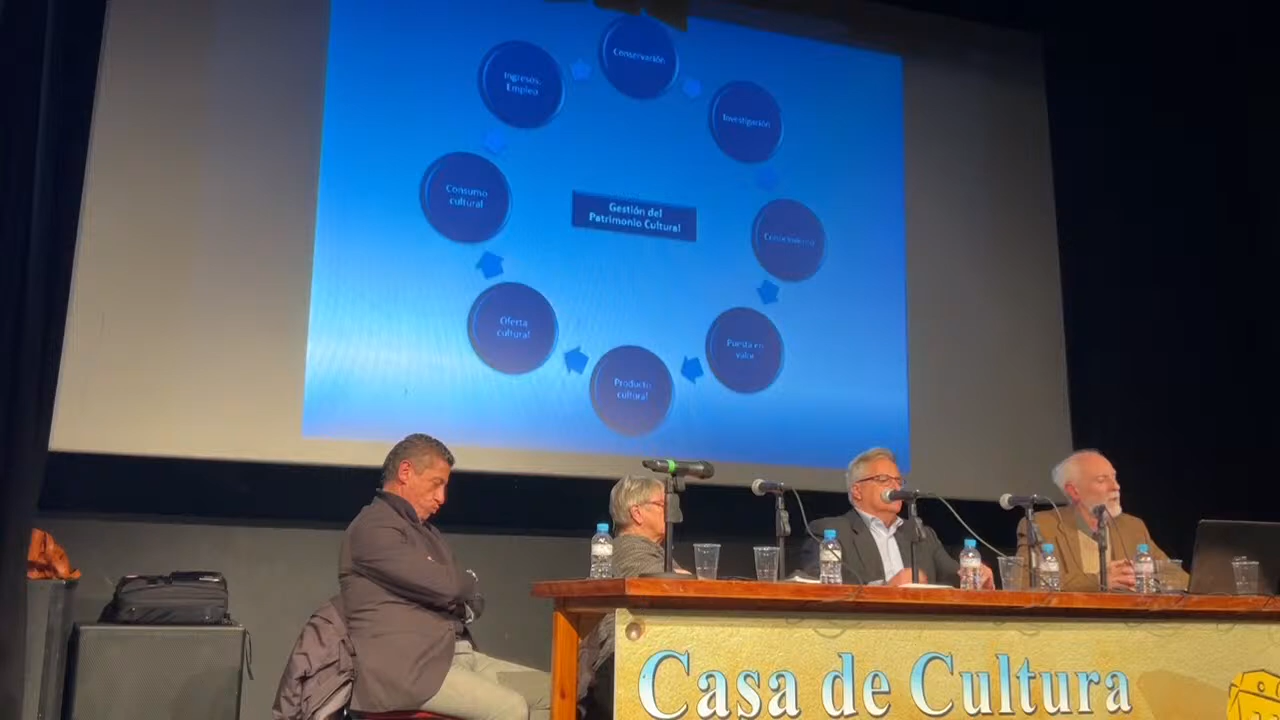 Conservación
Ingresos.
Empleo
Investigación
Consumo
cultural
Gestión del
Patrimonio Cultural
Conocimiento
Oferta
cultural
Puesta en
valor
Producto
cultural
Casa de Cultura